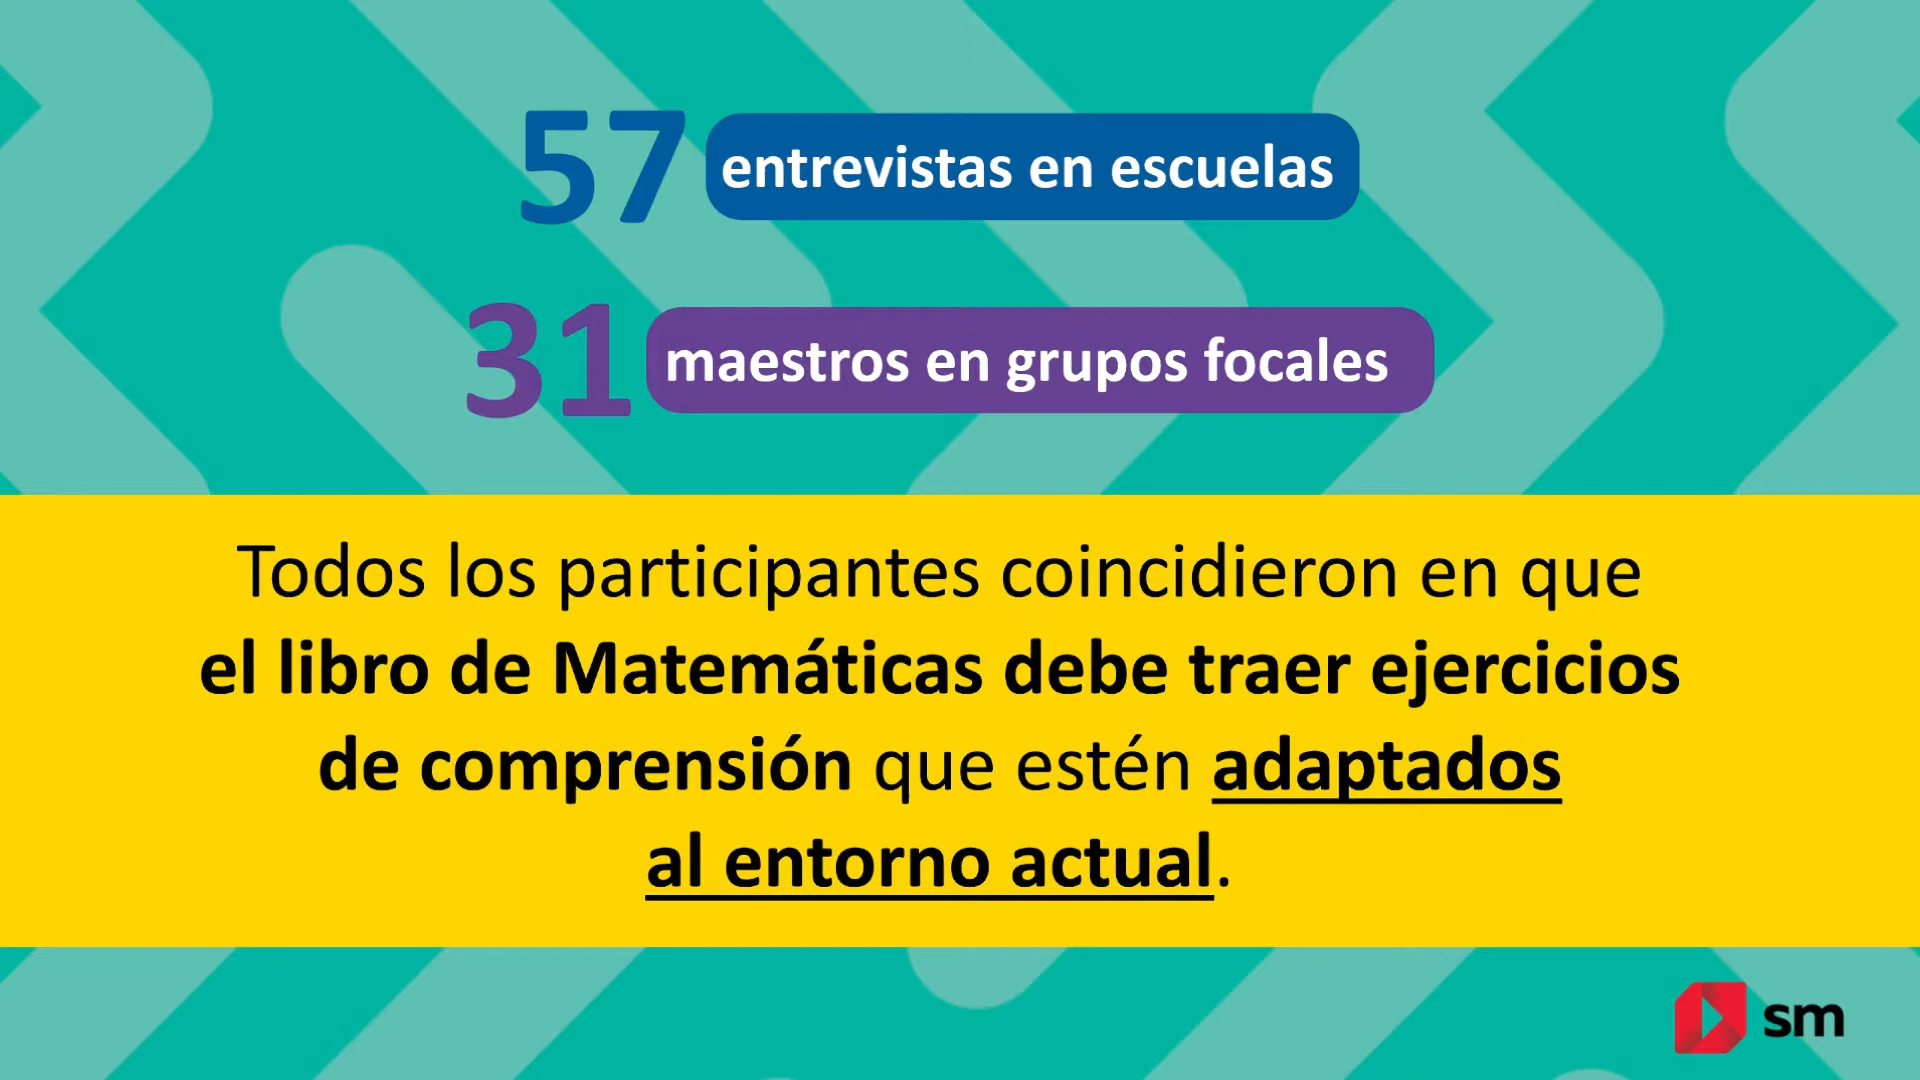 57 entrevistas en escuelas
31 maestros en grupos focales
Todos los participantes coincidieron en que
el libro de Matemáticas debe traer ejercicios
de comprensión que estén adaptados
al entorno actual.
sm